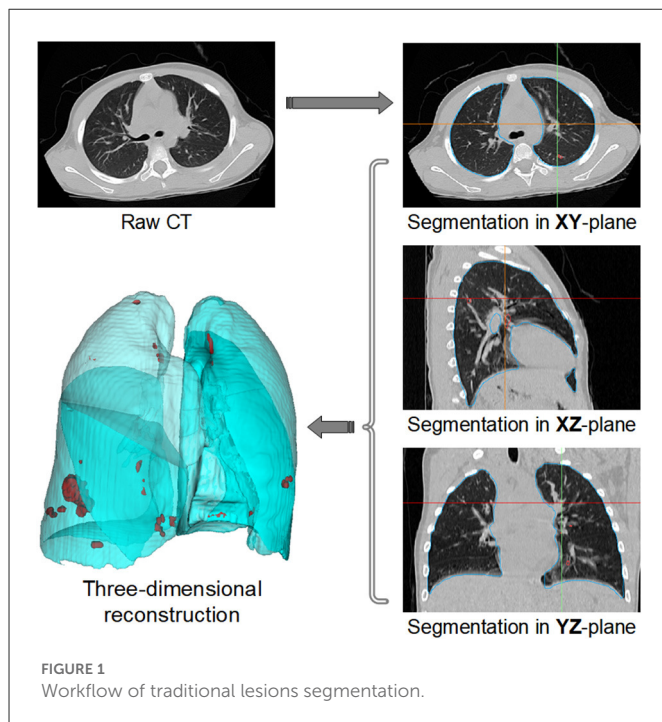 Raw CT
Segmentation in XY-plane
Segmentation in XZ-plane
Three-dimensional
reconstruction
Segmentation in YZ-plane
FIGURE 1
Workflow of traditional lesions segmentation.